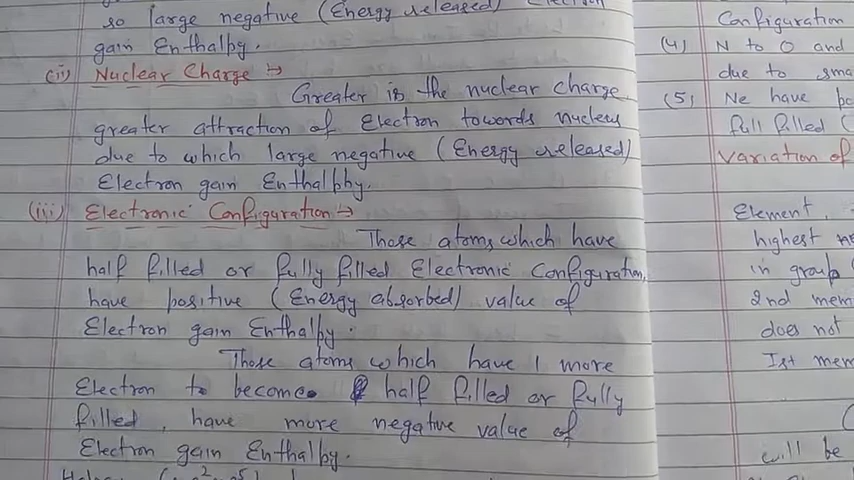 so large negative (Energy released) Electron
gain Enthalpy.
(ii) Nuclear Charge →
Greater is the nuclear charge
greater attraction of Electron towards nucleus
due to which large negative (Energy released)
Electron gain Enthalphy.
(iii) Electronic Configuration →
Those atoms which have
half filled or fully filled Electronic Configuration,
have positive (Energy absorbed) value of
Electron gain Enthalpy.
Those atoms which have 1 more
Electron to become half filled or fully
filled, have more negative value of
Electron gain Enthalpy.
Configuration
(4) N to O and
due to sma
(5) Ne have po
full filled (
Variation of
Element,
highest ne
in group
2nd mem
does not
Ist mem
will be